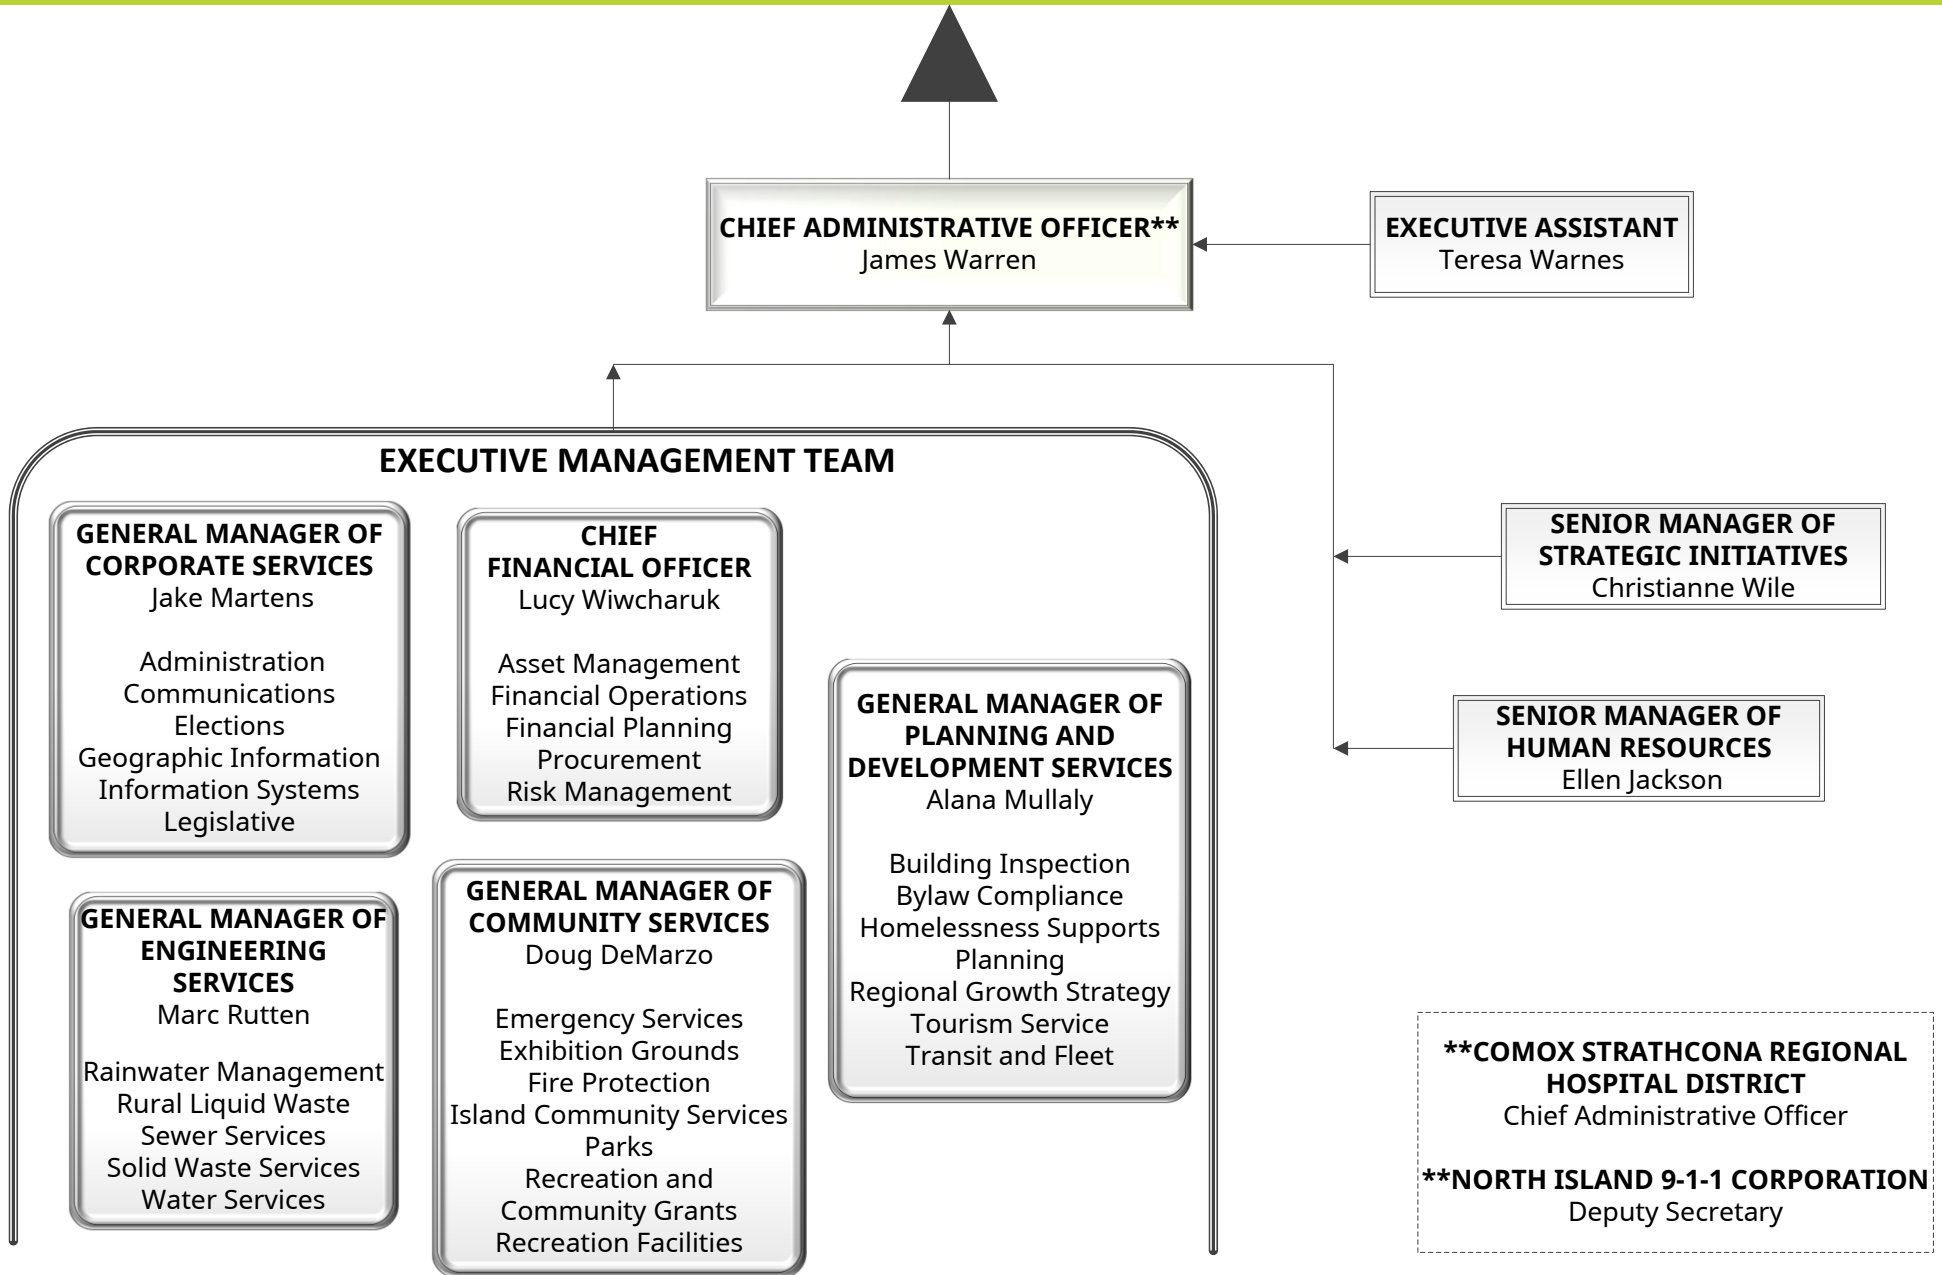 CHIEF ADMINISTRATIVE OFFICER**
James Warren
EXECUTIVE ASSISTANT
Teresa Warnes
EXECUTIVE MANAGEMENT TEAM
GENERAL MANAGER OF
CORPORATE SERVICES
Jake Martens
Administration
Communications
Elections
Geographic Information
Information Systems
Legislative
CHIEF
FINANCIAL OFFICER
Lucy Wiwcharuk
Asset Management
Financial Operations
Financial Planning
Procurement
Risk Management
GENERAL MANAGER OF
PLANNING AND
DEVELOPMENT SERVICES
Alana Mullaly
Building Inspection
Bylaw Compliance
Homelessness Supports
Planning
Regional Growth Strategy
Tourism Service
Transit and Fleet
GENERAL MANAGER OF
ENGINEERING
SERVICES
Marc Rutten
Rainwater Management
Rural Liquid Waste
Sewer Services
Solid Waste Services
Water Services
GENERAL MANAGER OF
COMMUNITY SERVICES
Doug DeMarzo
Emergency Services
Exhibition Grounds
Fire Protection
Island Community Services
Parks
Recreation and
Community Grants
Recreation Facilities
SENIOR MANAGER OF
STRATEGIC INITIATIVES
Christianne Wile
SENIOR MANAGER OF
HUMAN RESOURCES
Ellen Jackson
**COMOX STRATHCONA REGIONAL
HOSPITAL DISTRICT
Chief Administrative Officer
**NORTH ISLAND 9-1-1 CORPORATION
Deputy Secretary